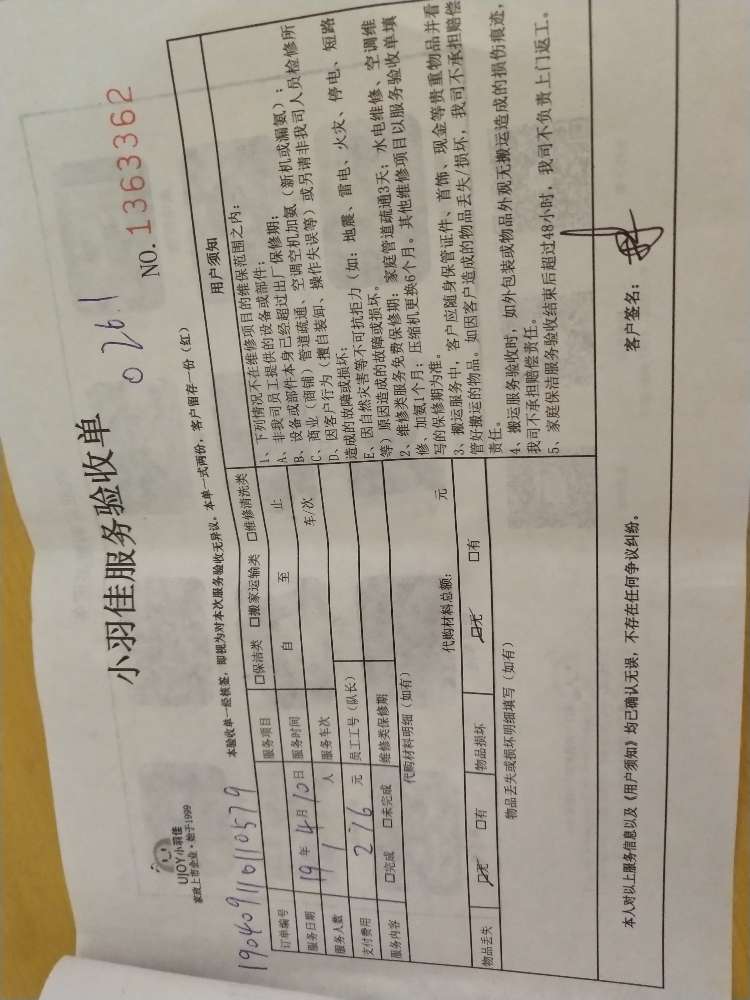 小羽佳服务验收单
0 26.1
NO.1363362
UJOY小羽佳
家政上市企业·始于1999
本验收单一经核签，即视为对本次服务验收无异议。本单一式两份，客户留存一份（红）
190409110110579
订单编号
服务项目 □保洁类 □搬家运输类 □维修清洗类
服务日期 19 年 4 月 10 日 服务时间 自 至 止
服务人数 1 人 服务车次 车/次
支付费用 276 元 员工工号（队长）
服务内容 □完成 □未完成 维修类保修期
代购材料明细（如有）
代购材料总额： 元
物品丢失 □无 □有 物品损坏 □无 □有
物品丢失或损坏明细填写（如有）
用户须知
1、下列情况不在维修项目的维保范围之内：
A、非我司员工提供的设备或部件；
B、设备或部件本身已经超过出厂保修期；
C、商业（商铺）管道疏通、空调空机加氨（新机或漏氨）；
D、因客户行为（擅自装卸、操作失误等）或另请非我司人员检修所
造成的故障或损坏；
E、因自然灾害等不可抗拒力（如：地震、雷电、火灾、停电、短路
等）原因造成的故障或损坏。
2、维修类服务免费保修期：家庭管道疏通3天；水电维修、空调维
修、加氨1个月；压缩机更换6个月。其他维修项目以服务验收单填
写的保修期为准。
3、搬运服务中，客户应随身保管证件、首饰、现金等贵重物品并看
管好搬运的物品。如因客户造成的物品丢失/损坏，我司不承担赔偿
责任。
4、搬运服务验收时，如外包装或物品外观无搬运造成的损伤痕迹，
我司不承担赔偿责任。
5、家庭保洁服务验收结束后超过48小时，我司不负责上门返工。
本人对以上服务信息以及《用户须知》均已确认无误，不存在任何争议纠纷。
客户签名：